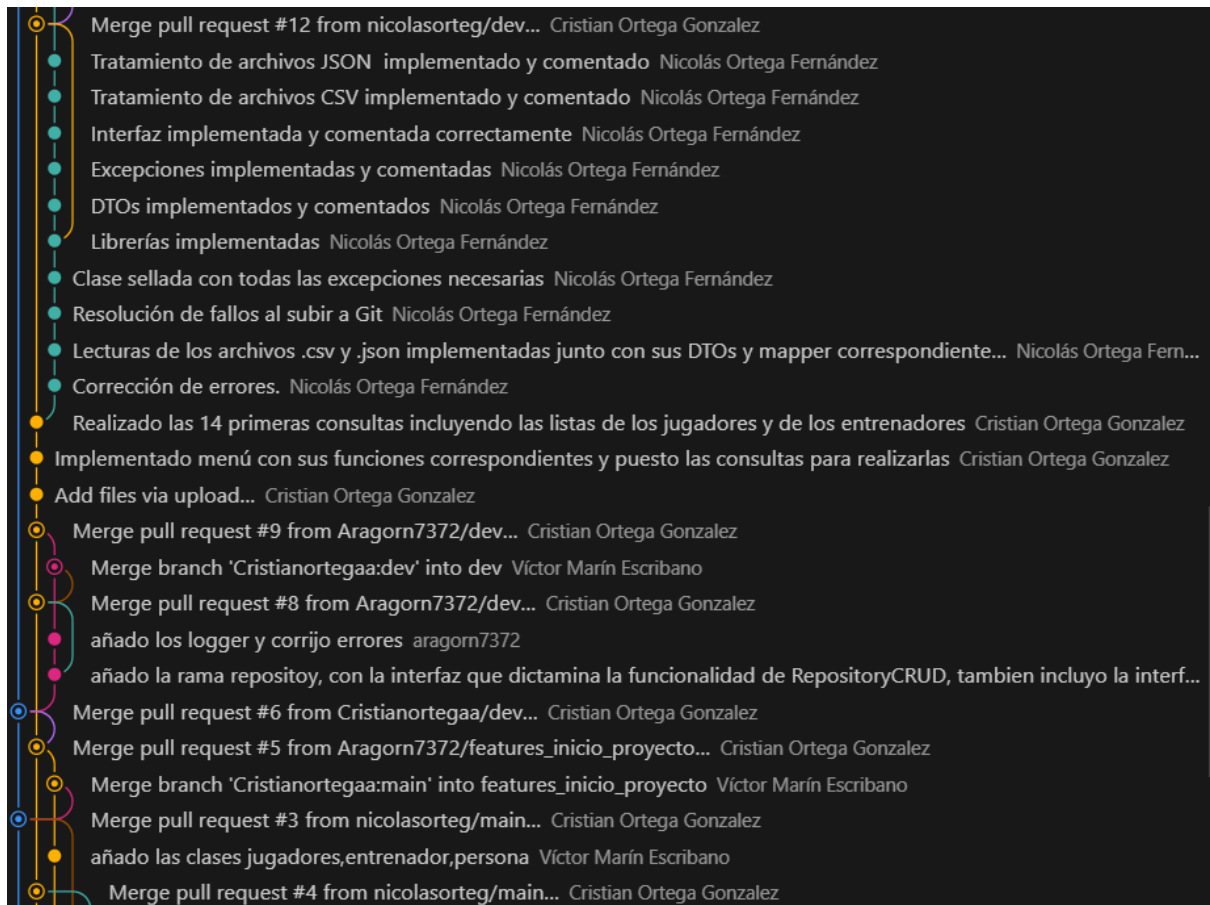 Merge pull request #12 from nicolasorteg/dev... Cristian Ortega Gonzalez
Tratamiento de archivos JSON implementado y comentado Nicolás Ortega Fernández
Tratamiento de archivos CSV implementado y comentado Nicolás Ortega Fernández
Interfaz implementada y comentada correctamente Nicolás Ortega Fernández
Excepciones implementadas y comentadas Nicolás Ortega Fernández
DTOs implementados y comentados Nicolás Ortega Fernández
Librerías implementadas Nicolás Ortega Fernández
Clase sellada con todas las excepciones necesarias Nicolás Ortega Fernández
Resolución de fallos al subir a Git Nicolás Ortega Fernández
Lecturas de los archivos .csv y .json implementadas junto con sus DTOs y mapper correspondiente... Nicolás Ortega Fern...
Corrección de errores. Nicolás Ortega Fernández
Realizado las 14 primeras consultas incluyendo las listas de los jugadores y de los entrenadores Cristian Ortega Gonzalez
Implementado menú con sus funciones correspondientes y puesto las consultas para realizarlas Cristian Ortega Gonzalez
Add files via upload... Cristian Ortega Gonzalez
Merge pull request #9 from Aragorn7372/dev... Cristian Ortega Gonzalez
Merge branch 'Cristianortegaa:dev' into dev Víctor Marín Escribano
Merge pull request #8 from Aragorn7372/dev... Cristian Ortega Gonzalez
añado los logger y corrijo errores aragorn7372
añado la rama repositoy, con la interfaz que dictamina la funcionalidad de RepositoryCRUD, tambien incluyo la interf...
Merge pull request #6 from Cristianortegaa/dev... Cristian Ortega Gonzalez
Merge pull request #5 from Aragorn7372/features_inicio_proyecto... Cristian Ortega Gonzalez
Merge branch 'Cristianortegaa:main' into features_inicio_proyecto Víctor Marín Escribano
Merge pull request #3 from nicolasorteg/main... Cristian Ortega Gonzalez
añado las clases jugadores,entrenador,persona Víctor Marín Escribano
Merge pull request #4 from nicolasorteg/main... Cristian Ortega Gonzalez